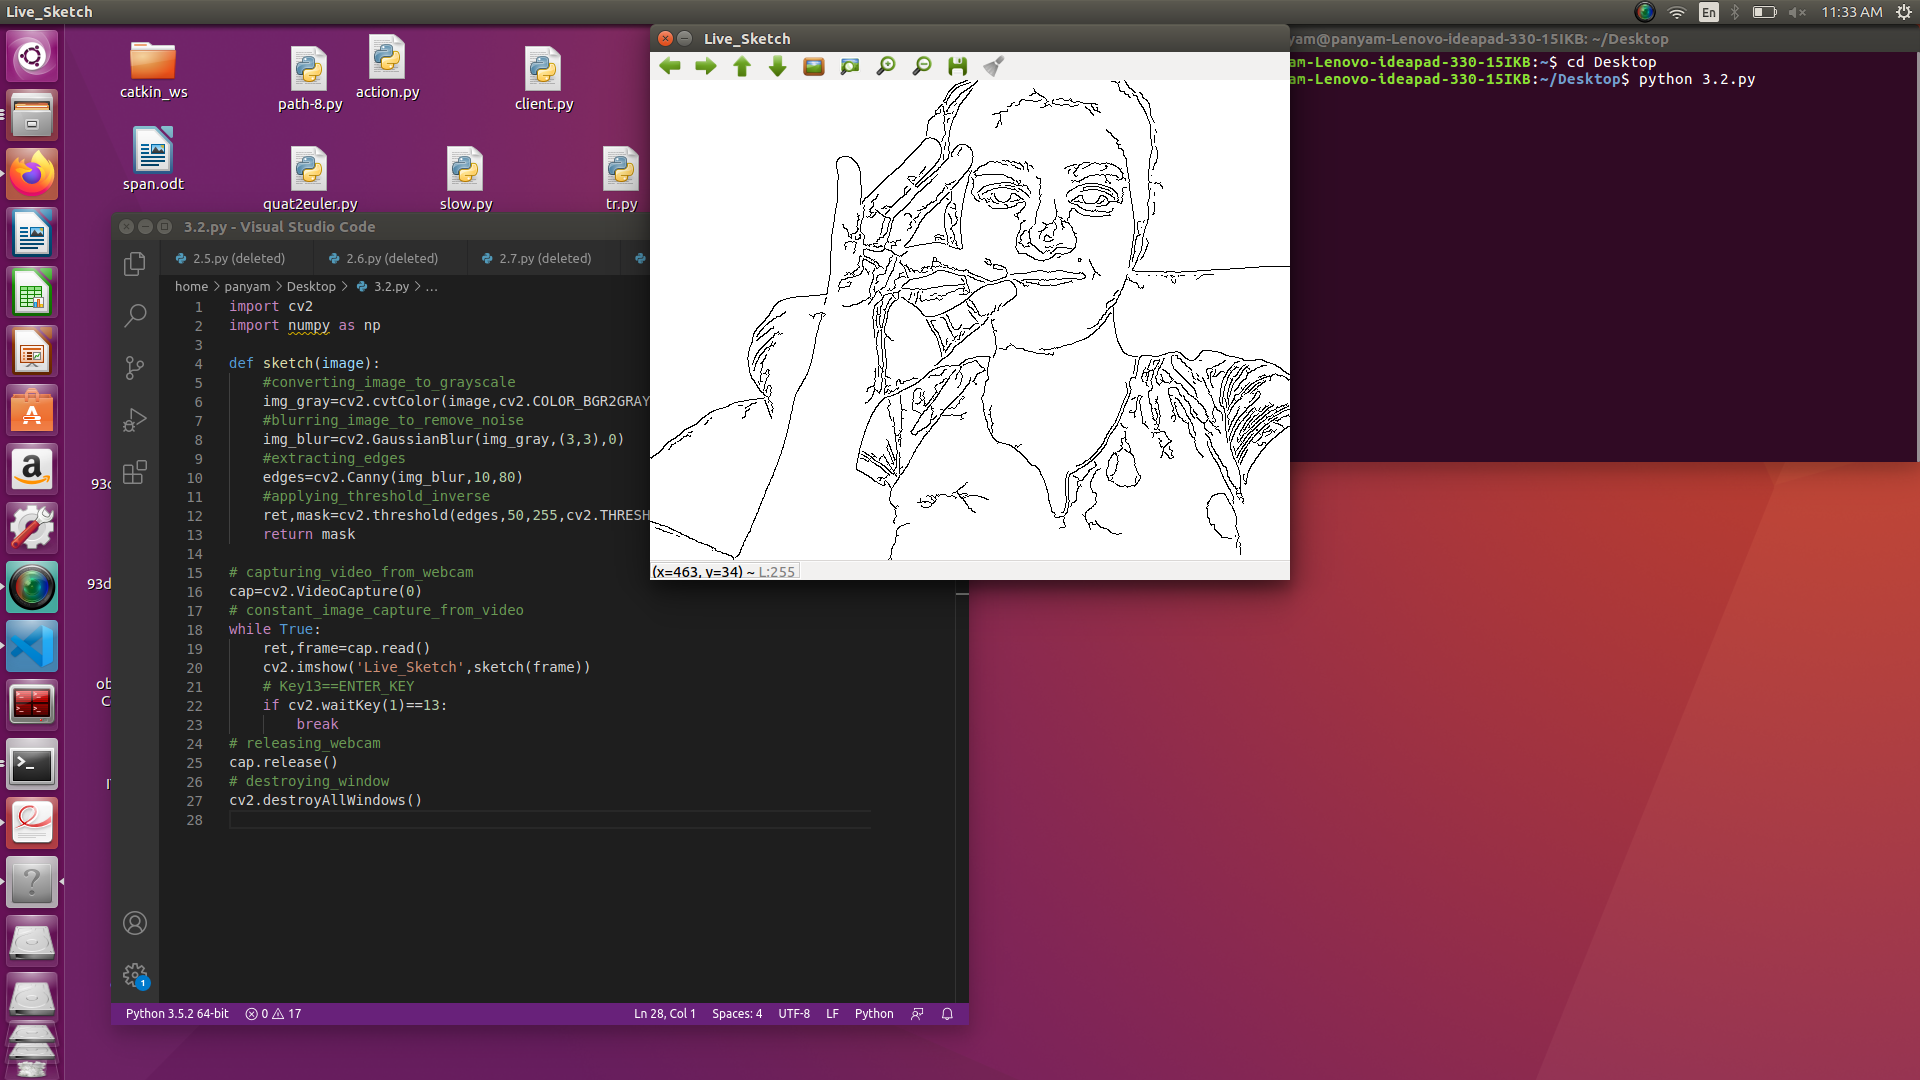 Live_Sketch
En
11:33 AM
catkin_ws
path-8.py
action.py
client.py
span.odt
quat2euler.py
slow.py
tr.py
93d
ob
C
Live_Sketch
(x=463, y=34) ~ L:255
yam@panyam-Lenovo-ideapad-330-15IKB: ~/Desktop
am-Lenovo-ideapad-330-15IKB:~$ cd Desktop
am-Lenovo-ideapad-330-15IKB:~/Desktop$ python 3.2.py
3.2.py - Visual Studio Code
2.5.py (deleted)
2.6.py (deleted)
2.7.py (deleted)
home > panyam > Desktop > 3.2.py > ...
1 import cv2
2 import numpy as np
3
4 def sketch(image):
5 #converting_image_to_grayscale
6 img_gray=cv2.cvtColor(image,cv2.COLOR_BGR2GRAY
7 #blurring_image_to_remove_noise
8 img_blur=cv2.GaussianBlur(img_gray,(3,3),0)
9 #extracting_edges
10 edges=cv2.Canny(img_blur,10,80)
11 #applying_threshold_inverse
12 ret,mask=cv2.threshold(edges,50,255,cv2.THRESH
13 return mask
14
15 # capturing_video_from_webcam
16 cap=cv2.VideoCapture(0)
17 # constant_image_capture_from_video
18 while True:
19 ret,frame=cap.read()
20 cv2.imshow('Live_Sketch',sketch(frame))
21 # Key13==ENTER_KEY
22 if cv2.waitKey(1)==13:
23 break
24 # releasing_webcam
25 cap.release()
26 # destroying_window
27 cv2.destroyAllWindows()
28
1
Python 3.5.2 64-bit
0 17
Ln 28, Col 1
Spaces: 4
UTF-8
LF
Python